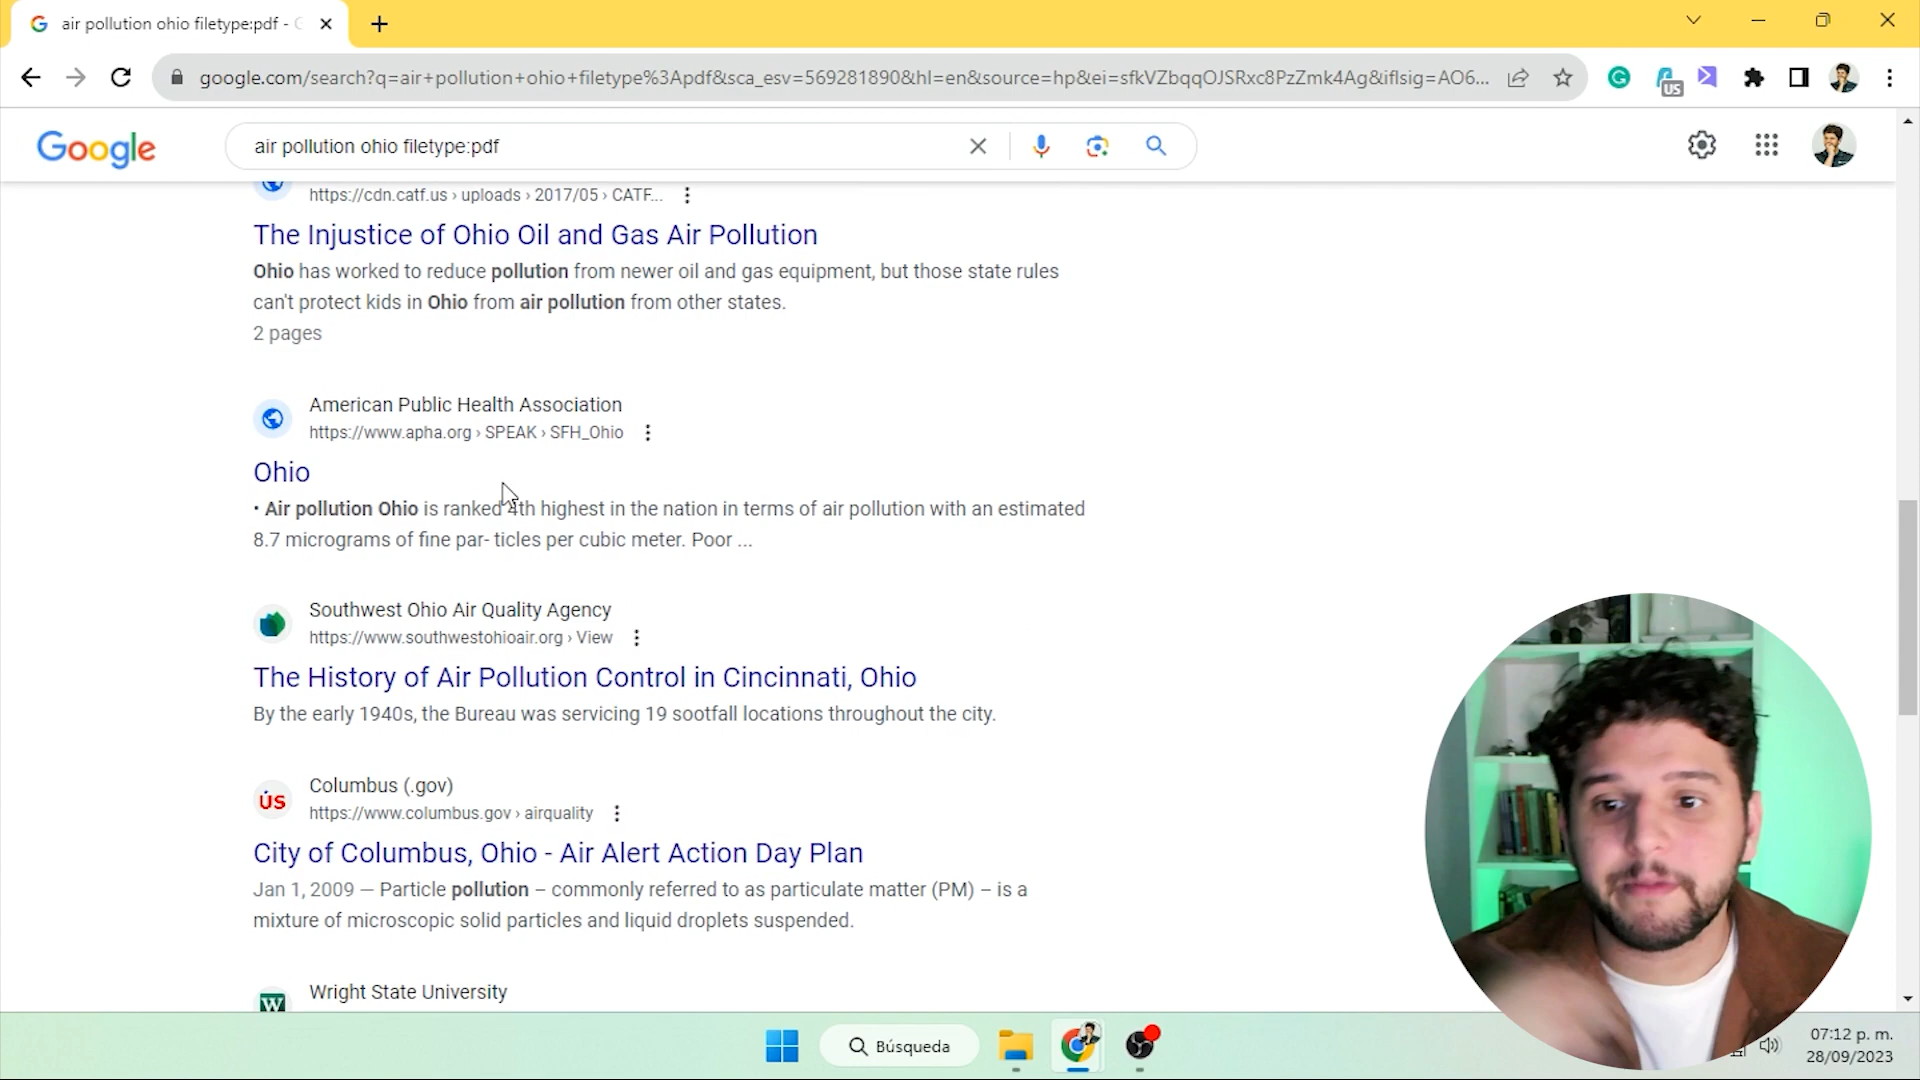 air pollution ohio filetype:pdf -
google.com/search?q=air+pollution+ohio+filetype%3Apdf&sca_esv=569281890&hl=en&source=hp&ei=sfkVZbqqOJSRxc8PzZmk4Ag&iflsig=AO6...
US
Google
air pollution ohio filetype:pdf
https://cdn.catf.us › uploads › 2017/05 › CATF...
The Injustice of Ohio Oil and Gas Air Pollution
Ohio has worked to reduce pollution from newer oil and gas equipment, but those state rules
can't protect kids in Ohio from air pollution from other states.
2 pages
American Public Health Association
https://www.apha.org › SPEAK › SFH_Ohio
Ohio
• Air pollution Ohio is ranked 4th highest in the nation in terms of air pollution with an estimated
8.7 micrograms of fine par- ticles per cubic meter. Poor ...
Southwest Ohio Air Quality Agency
https://www.southwestohioair.org › View
The History of Air Pollution Control in Cincinnati, Ohio
By the early 1940s, the Bureau was servicing 19 sootfall locations throughout the city.
Columbus (.gov)
US
https://www.columbus.gov › airquality
City of Columbus, Ohio - Air Alert Action Day Plan
Jan 1, 2009 — Particle pollution – commonly referred to as particulate matter (PM) – is a
mixture of microscopic solid particles and liquid droplets suspended.
W
Wright State University
Búsqueda
07:12 p. m.
28/09/2023